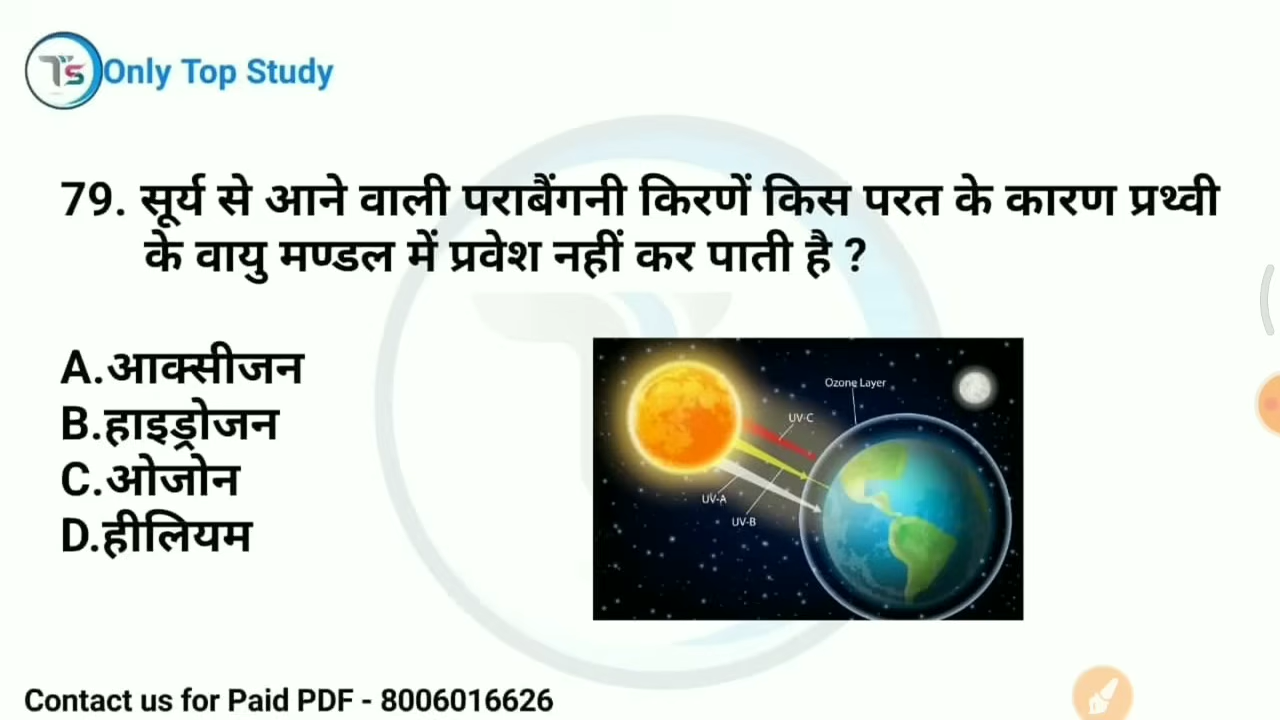 Only Top Study
79. सूर्य से आने वाली पराबैंगनी किरणें किस परत के कारण प्रथ्वी
के वायु मण्डल में प्रवेश नहीं कर पाती है ?
A.आक्सीजन
B.हाइड्रोजन
C.ओजोन
D.हीलियम
Ozone Layer
UV-C
UV-A
UV-B
Contact us for Paid PDF - 8006016626